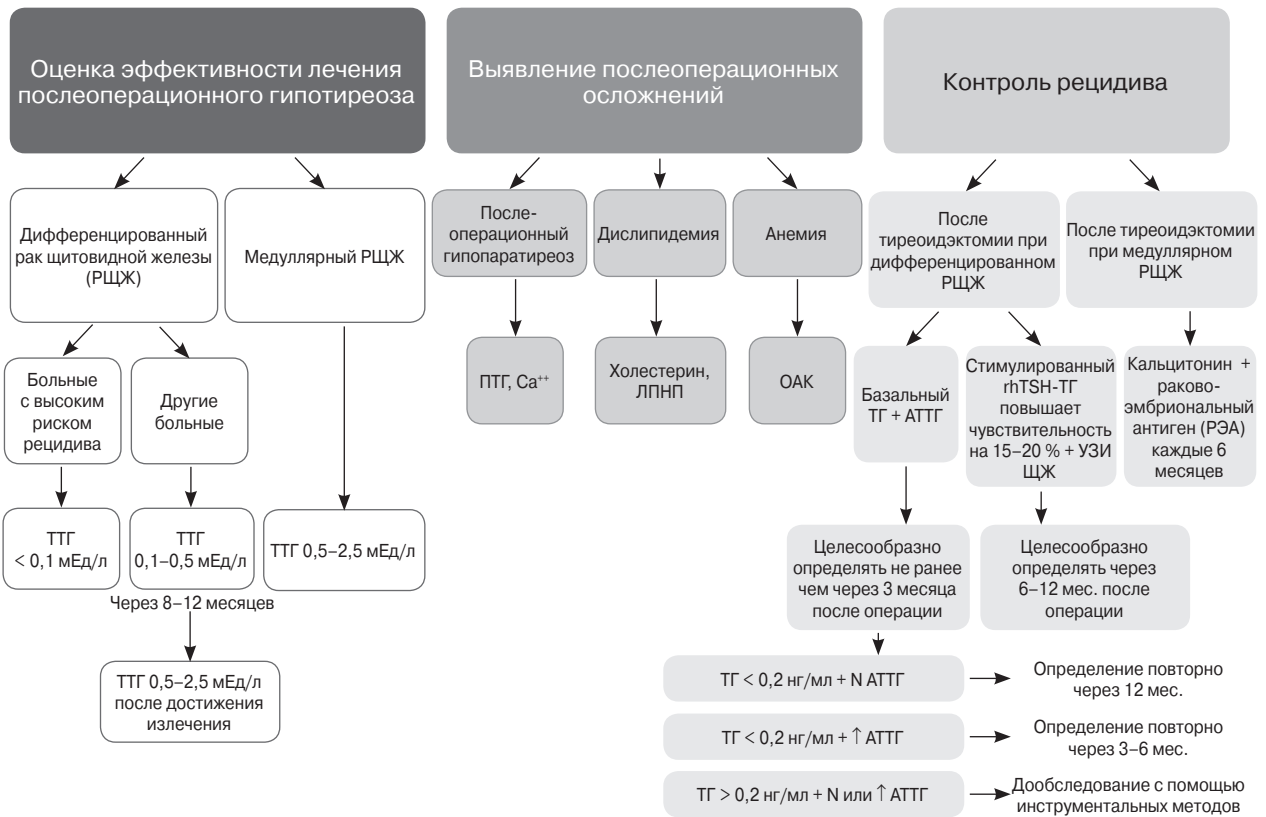 Оценка эффективности лечения
послеоперационного гипотиреоза
Выявление послеоперационных
осложнений
Контроль рецидива
Дифференцированный
рак щитовидной железы
(РЩЖ)
Медуллярный РЩЖ
После-
операционный
гипопаратиреоз
Дислипидемия
Анемия
После
тиреоидэктомии при
дифференцированном
РЩЖ
После тиреоидэктомии
при медуллярном
РЩЖ
Больные
с высоким
риском
рецидива
Другие
больные
ПТГ, Ca⁺⁺
Холестерин,
ЛПНП
ОАК
Базальный
ТГ + АТТГ
Стимулированный
rhTSH-ТГ
повышает
чувствительность
на 15–20 % + УЗИ
ЩЖ
Кальцитонин +
раково-
эмбриональный
антиген (РЭА)
каждые 6
месяцев
ТТГ
< 0,1 мЕд/л
ТТГ
0,1–0,5 мЕд/л
ТТГ 0,5–2,5 мЕд/л
Целесообразно
определять не ранее
чем через 3 месяца
после операции
Целесообразно
определять через
6–12 мес. после
операции
Через 8–12 месяцев
ТТГ 0,5–2,5 мЕд/л
после достижения
излечения
ТГ < 0,2 нг/мл + N АТТГ
Определение повторно
через 12 мес.
ТГ < 0,2 нг/мл + ↑ АТТГ
Определение повторно
через 3–6 мес.
ТГ > 0,2 нг/мл + N или ↑ АТТГ
Дообследование с помощью
инструментальных методов